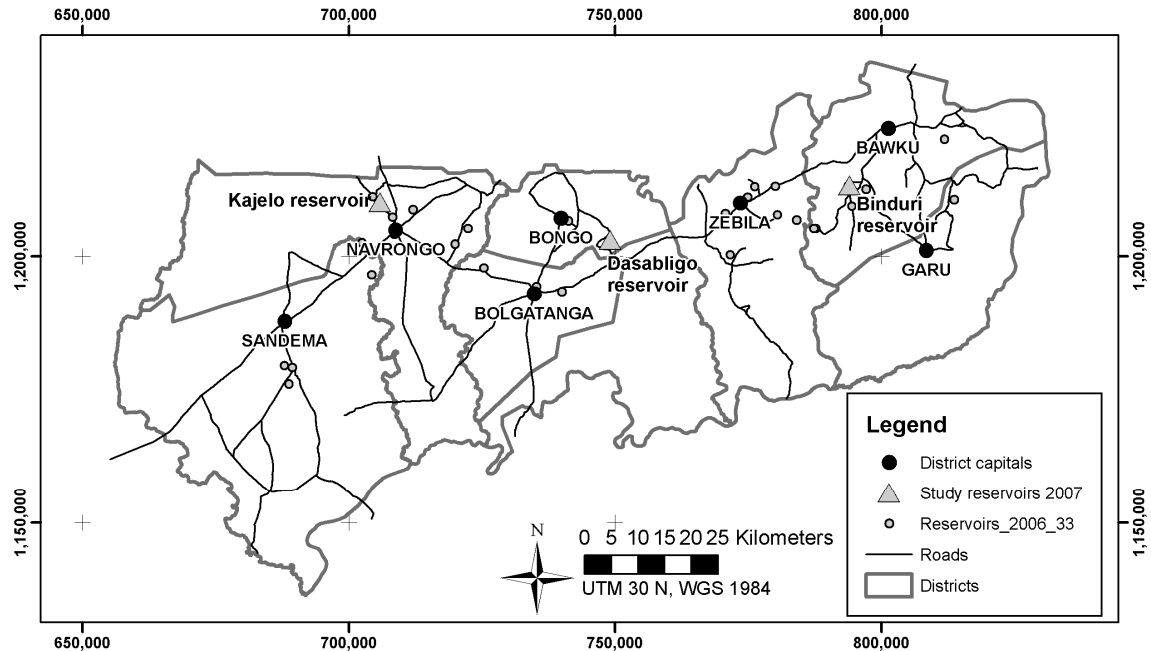 650,000
700,000
750,000
800,000
BAWKU
Kajelo reservoir
Binduri
reservoir
ZEBILA
BONGO
NAVRONGO
1,200,000
1,200,000
Dasabligo
reservoir
GARU
BOLGATANGA
SANDEMA
Legend
District capitals
Study reservoirs 2007
Reservoirs_2006_33
Roads
Districts
1,150,000
1,150,000
N
0 5 10 15 20 25 Kilometers
UTM 30 N, WGS 1984
650,000
700,000
750,000
800,000